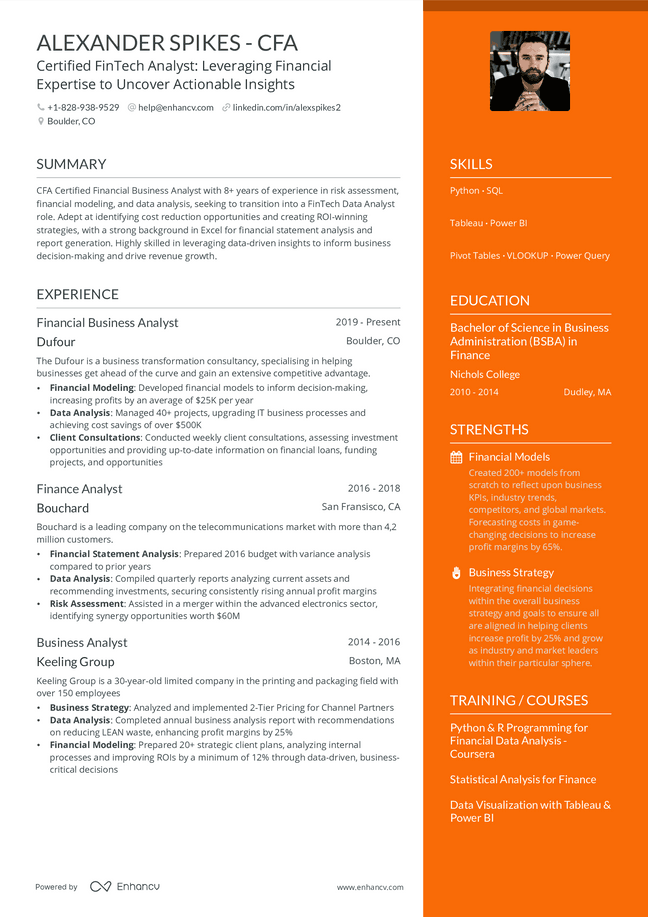 ALEXANDER SPIKES - CFA
Certified FinTech Analyst: Leveraging Financial
Expertise to Uncover Actionable Insights
+1-828-938-9529 help@enhancv.com linkedin.com/in/alexspikes2
Boulder, CO
SUMMARY
CFA Certified Financial Business Analyst with 8+ years of experience in risk assessment,
financial modeling, and data analysis, seeking to transition into a FinTech Data Analyst
role. Adept at identifying cost reduction opportunities and creating ROI-winning
strategies, with a strong background in Excel for financial statement analysis and
report generation. Highly skilled in leveraging data-driven insights to inform business
decision-making and drive revenue growth.
EXPERIENCE
Financial Business Analyst 2019 - Present
Dufour Boulder, CO
The Dufour is a business transformation consultancy, specialising in helping
businesses get ahead of the curve and gain an extensive competitive advantage.
• Financial Modeling: Developed financial models to inform decision-making,
increasing profits by an average of $25K per year
• Data Analysis: Managed 40+ projects, upgrading IT business processes and
achieving cost savings of over $500K
• Client Consultations: Conducted weekly client consultations, assessing investment
opportunities and providing up-to-date information on financial loans, funding
projects, and opportunities
Finance Analyst 2016 - 2018
Bouchard San Fransisco, CA
Bouchard is a leading company on the telecommunications market with more than 4,2
million customers.
• Financial Statement Analysis: Prepared 2016 budget with variance analysis
compared to prior years
• Data Analysis: Compiled quarterly reports analyzing current assets and
recommending investments, securing consistently rising annual profit margins
• Risk Assessment: Assisted in a merger within the advanced electronics sector,
identifying synergy opportunities worth $60M
Business Analyst 2014 - 2016
Keeling Group Boston, MA
Keeling Group is a 30-year-old limited company in the printing and packaging field with
over 150 employees
• Business Strategy: Analyzed and implemented 2-Tier Pricing for Channel Partners
• Data Analysis: Completed annual business analysis report with recommendations
on reducing LEAN waste, enhancing profit margins by 25%
• Financial Modeling: Prepared 20+ strategic client plans, analyzing internal
processes and improving ROIs by a minimum of 12% through data-driven, business-
critical decisions
SKILLS
Python · SQL
Tableau · Power BI
Pivot Tables · VLOOKUP · Power Query
EDUCATION
Bachelor of Science in Business
Administration (BSBA) in
Finance
Nichols College
2010 - 2014 Dudley, MA
STRENGTHS
Financial Models
Created 200+ models from
scratch to reflect upon business
KPIs, industry trends,
competitors, and global markets.
Forecasting costs in game-
changing decisions to increase
profit margins by 65%.
Business Strategy
Integrating financial decisions
within the overall business
strategy and goals to ensure all
are aligned in helping clients
increase profit by 25% and grow
as industry and market leaders
within their particular sphere.
TRAINING / COURSES
Python & R Programming for
Financial Data Analysis -
Coursera
Statistical Analysis for Finance
Data Visualization with Tableau &
Power BI
Powered by Enhancv www.enhancv.com